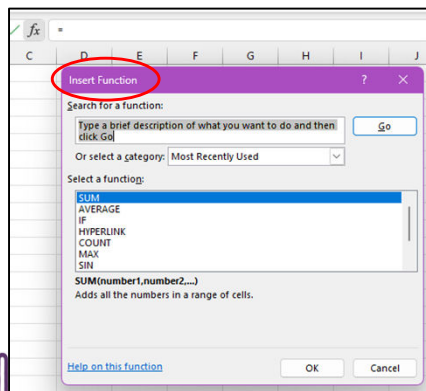 fx =
C D E F G H I J
Insert Function ? ×
Search for a function:
Type a brief description of what you want to do and then
click Go
Go
Or select a category: Most Recently Used
Select a function:
SUM
AVERAGE
IF
HYPERLINK
COUNT
MAX
SIN
SUM(number1,number2,...)
Adds all the numbers in a range of cells.
Help on this function
OK Cancel